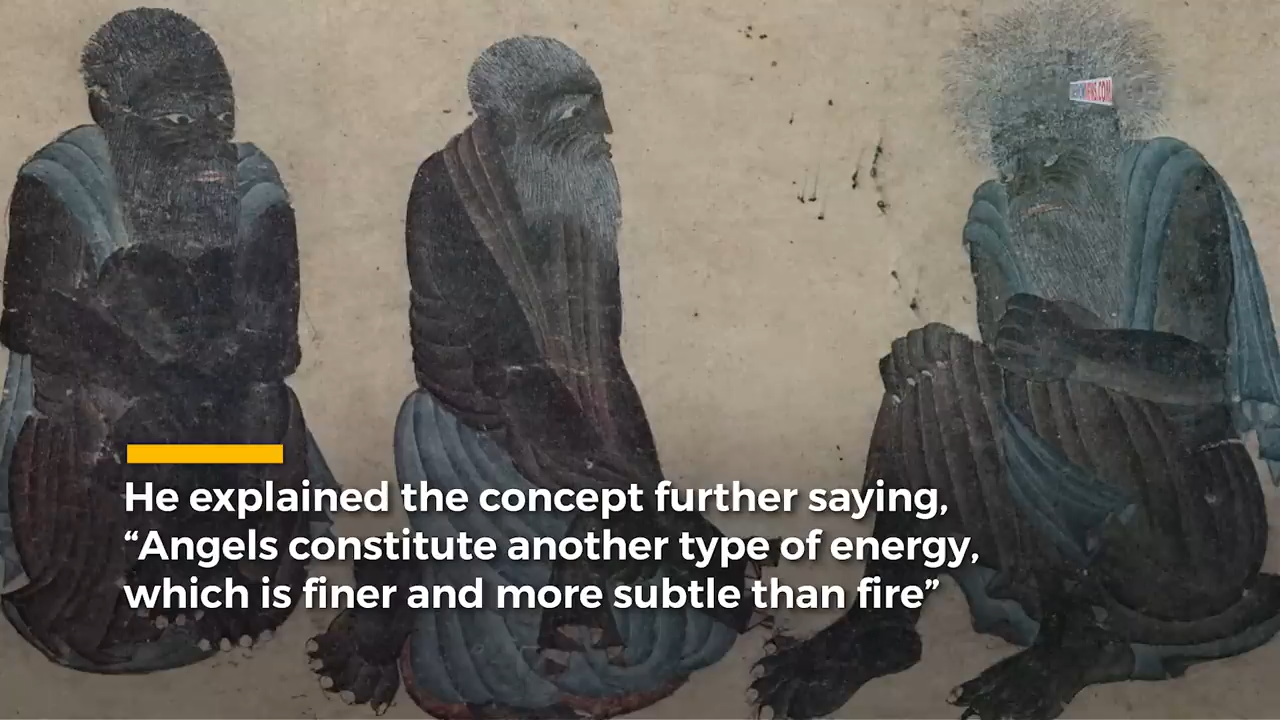 He explained the concept further saying,
“Angels constitute another type of energy,
which is finer and more subtle than fire”